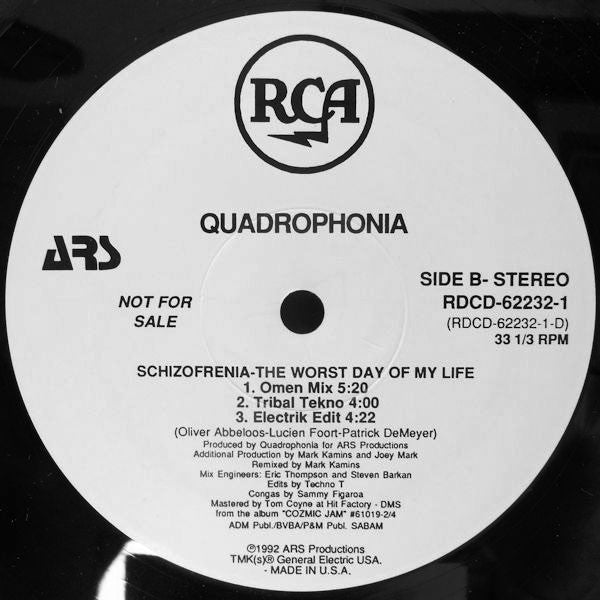 RCA
QUADROPHONIA
ARS
NOT FOR
SALE
SIDE B- STEREO
RDCD-62232-1
(RDCD-62232-1-D)
33 1/3 RPM
SCHIZOFRENIA-THE WORST DAY OF MY LIFE
1. Omen Mix 5:20
2. Tribal Tekno 4:00
3. Electrik Edit 4:22
(Oliver Abbeloos-Lucien Foort-Patrick DeMeyer)
Produced by Quadrophonia for ARS Productions
Additional Production by Mark Kamins and Joey Mark
Remixed by Mark Kamins
Mix Engineers: Eric Thompson and Steven Barkan
Edits by Techno T
Congas by Sammy Figaroa
Mastered by Tom Coyne at Hit Factory - DMS
from the album "COZMIC JAM" #61019-2/4
ADM Publ./BVBA/P&M Publ. SABAM
℗1992 ARS Productions
TMK(s)® General Electric USA.
- MADE IN U.S.A.